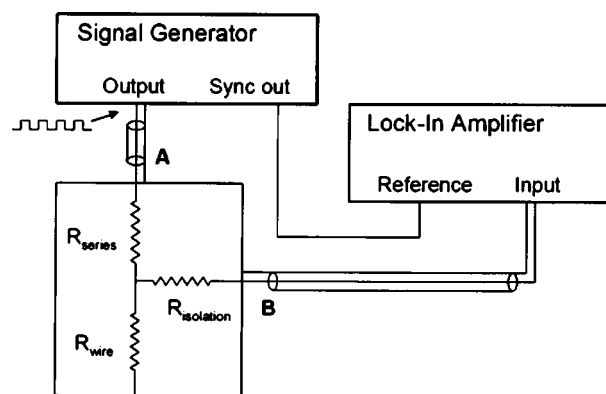 Signal Generator
Output Sync out
A
Lock-In Amplifier
Reference Input
Rseries
Risolation
B
Rwire